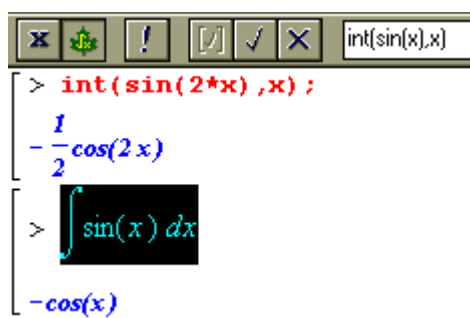 x ! [√] √ X int(sin(x),x)
> int(sin(2*x),x);
- 1/2 cos(2 x)
> ∫ sin(x) dx
-cos(x)